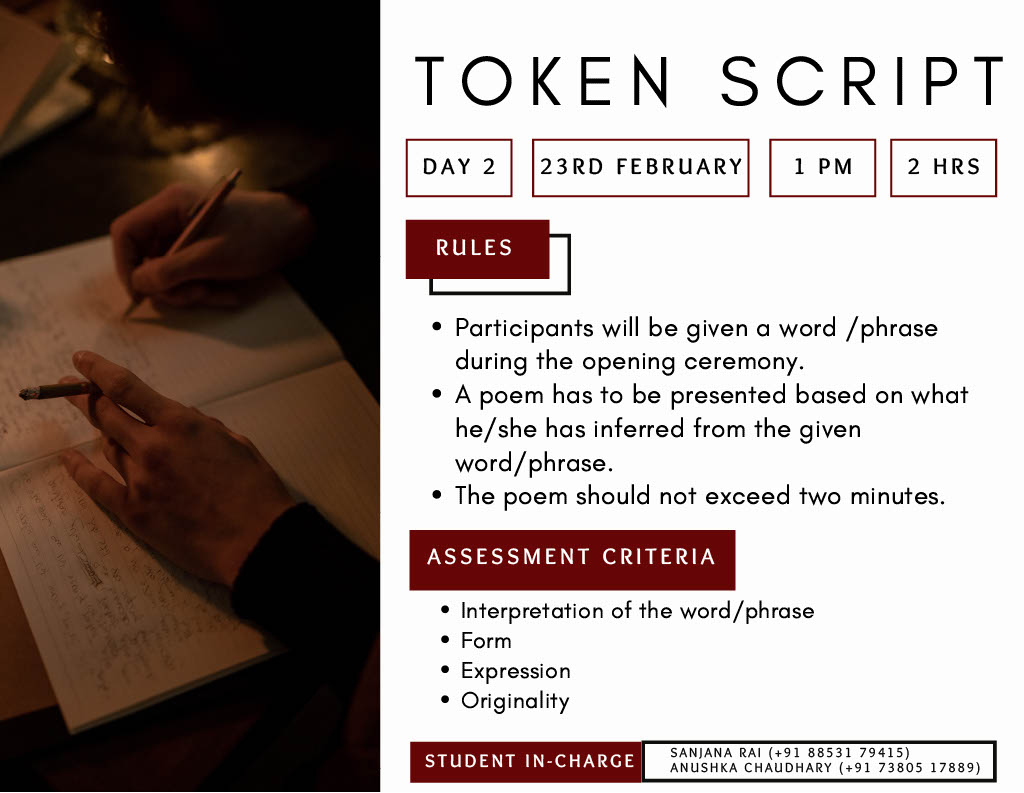 TOKEN SCRIPT
DAY 2
23RD FEBRUARY
1 PM
2 HRS
RULES
• Participants will be given a word /phrase
during the opening ceremony.
• A poem has to be presented based on what
he/she has inferred from the given
word/phrase.
• The poem should not exceed two minutes.
ASSESSMENT CRITERIA
• Interpretation of the word/phrase
• Form
• Expression
• Originality
STUDENT IN-CHARGE
SANJANA RAI (+91 88531 79415)
ANUSHKA CHAUDHARY (+91 73805 17889)